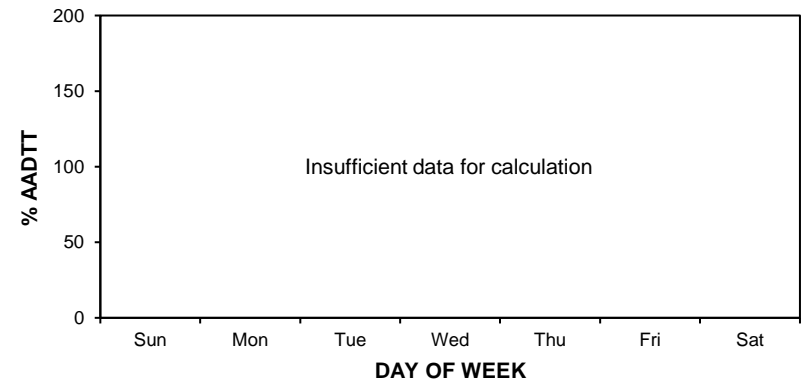 200
150
100
50
0
% AADTT
Insufficient data for calculation
Sun Mon Tue Wed Thu Fri Sat
DAY OF WEEK